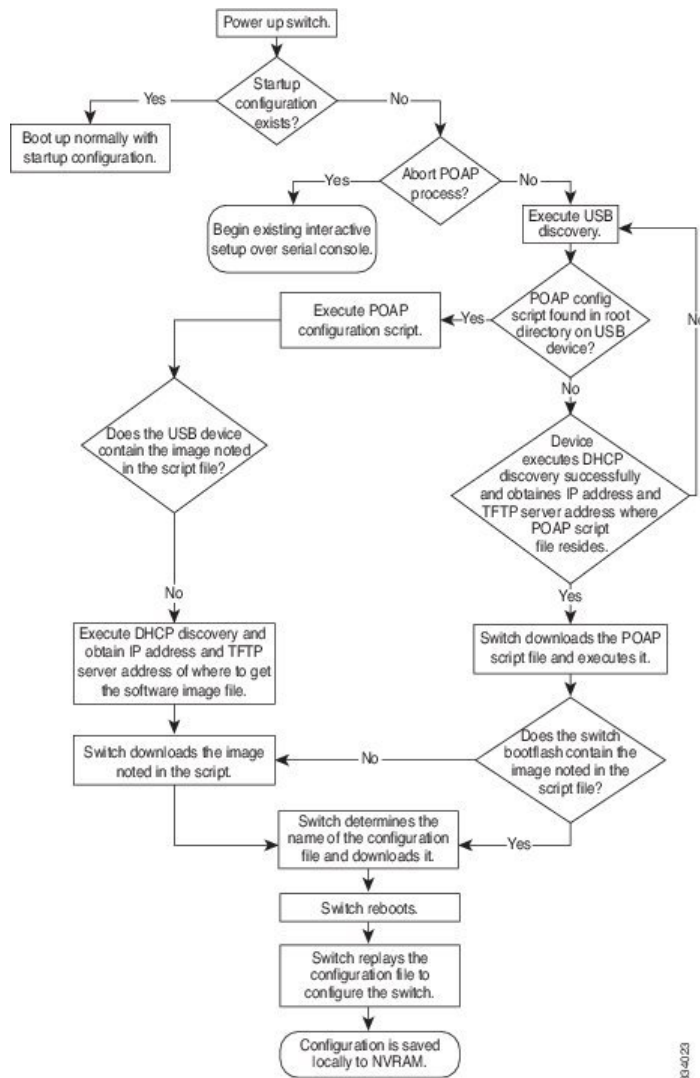 Power up switch.
Startup
configuration
exists?
Yes
No
Boot up normally with
startup configuration.
Abort POAP
process?
Yes
No
Begin existing interactive
setup over serial console.
Execute USB
discovery.
POAP config
script found in root
directory on USB
device?
Yes
No
Execute POAP
configuration script.
Does the USB device
contain the image noted
in the script file?
No
Device
executes DHCP
discovery successfully
and obtaines IP address and
TFTP server address where
POAP script
file resides.
No
Yes
Execute DHCP discovery and
obtain IP address and TFTP
server address of where to get
the software image file.
Switch downloads the POAP
script file and executes it.
Does the switch
bootflash contain the
image noted in the
script file?
No
Yes
Switch downloads the image
noted in the script.
Switch determines the
name of the configuration
file and downloads it.
Switch reboots.
Switch replays the
configuration file to
configure the switch.
Configuration is saved
locally to NVRAM.